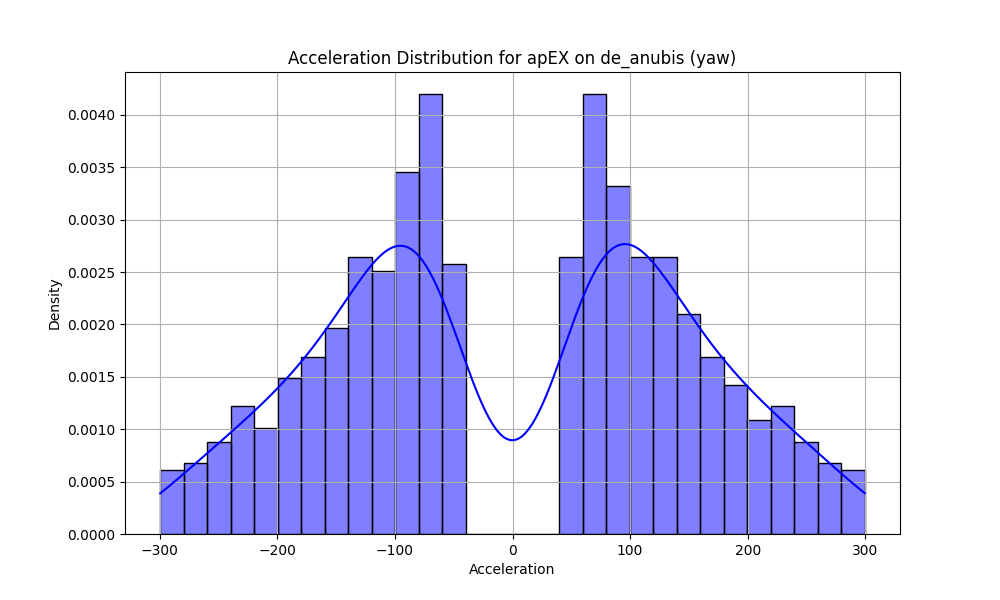 Acceleration Distribution for apEX on de_anubis (yaw)
0.0040
0.0035
0.0030
0.0025
0.0020
0.0015
0.0010
0.0005
0.0000
Density
−300 −200 −100 0 100 200 300
Acceleration